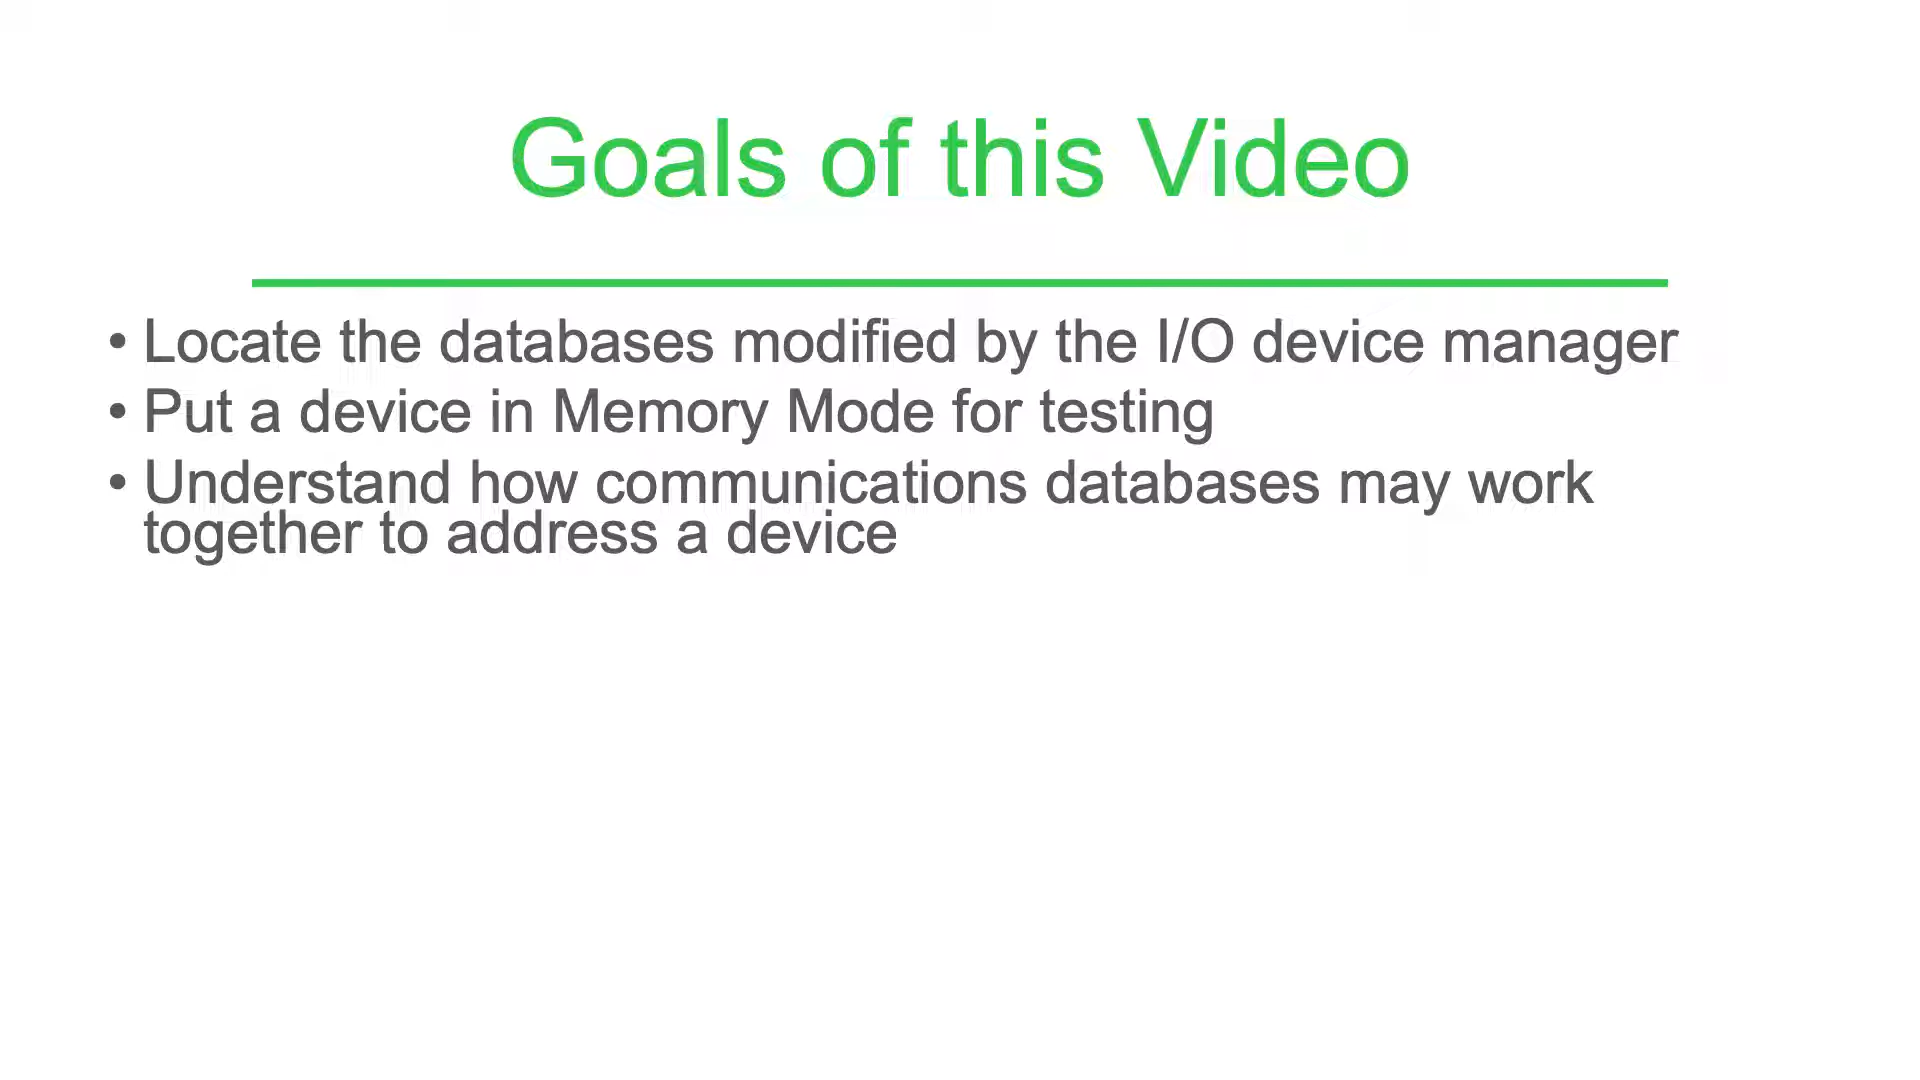 Goals of this Video
• Locate the databases modified by the I/O device manager
• Put a device in Memory Mode for testing
• Understand how communications databases may work
together to address a device